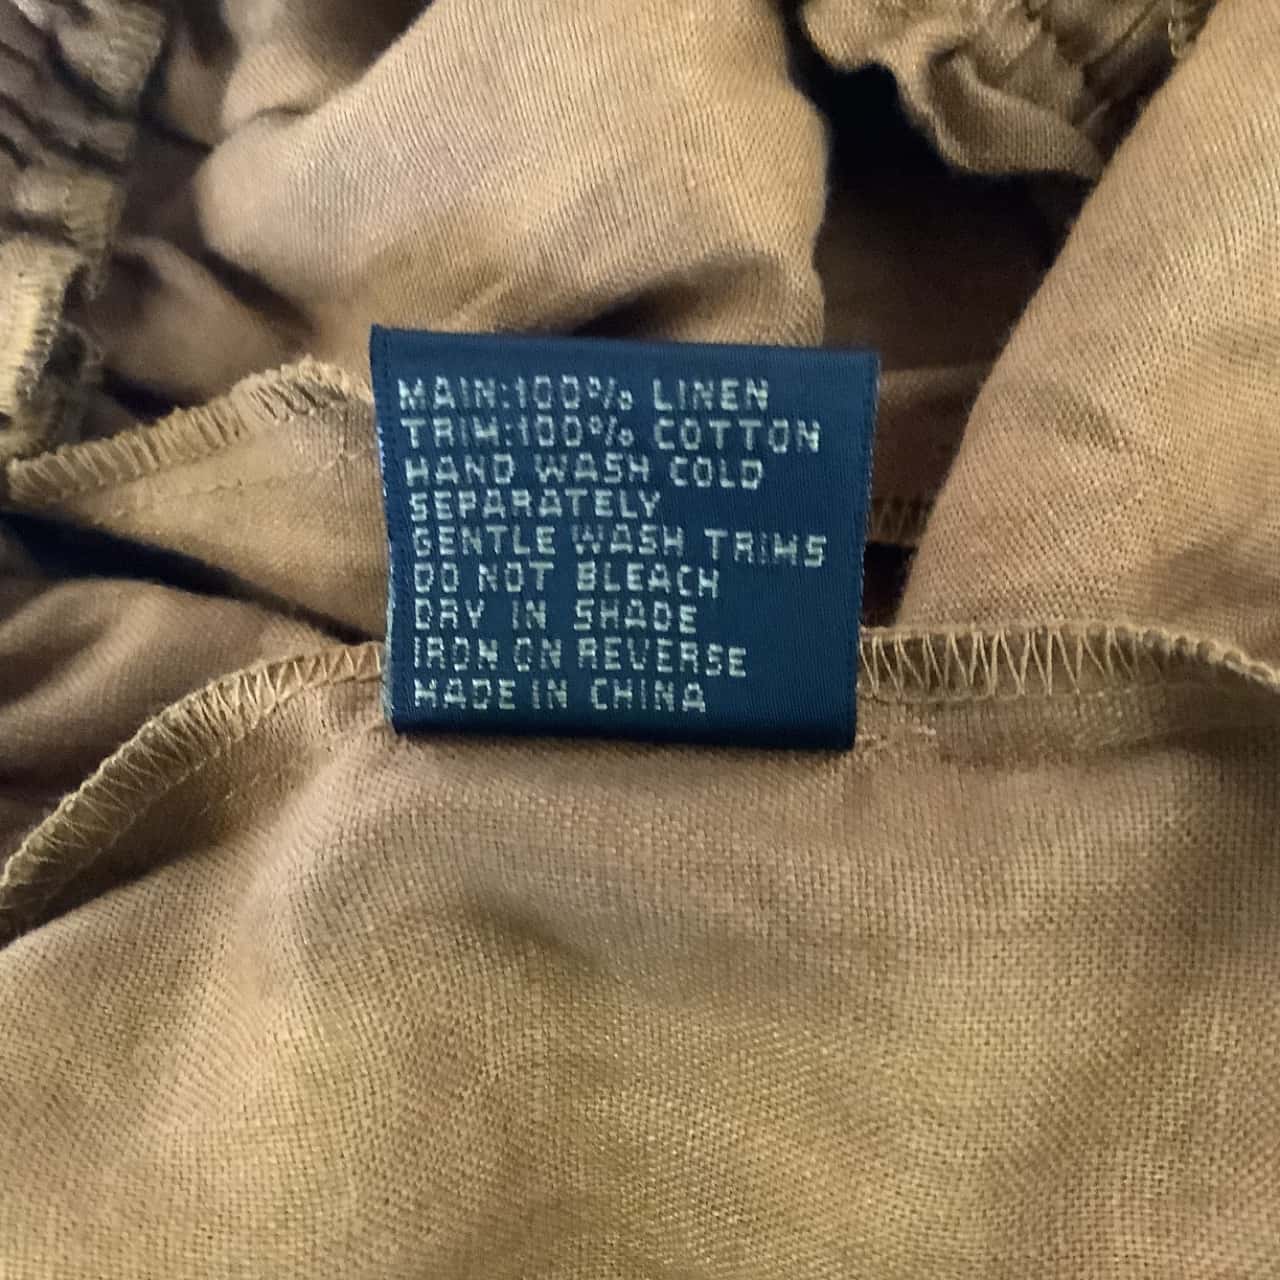 MAIN:100% LINEN
TRIM:100% COTTON
HAND WASH COLD
SEPARATELY
GENTLE WASH TRIMS
DO NOT BLEACH
DRY IN SHADE
IRON ON REVERSE
MADE IN CHINA